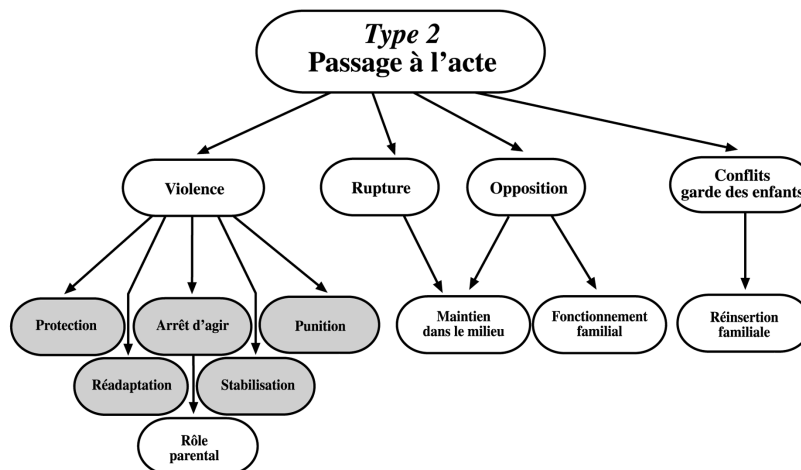 Type 2
Passage à l'acte
Violence
Rupture
Opposition
Conflits
garde des enfants
Protection
Arrêt d'agir
Punition
Maintien
dans le milieu
Fonctionnement
familial
Réinsertion
familiale
Réadaptation
Stabilisation
Rôle
parental